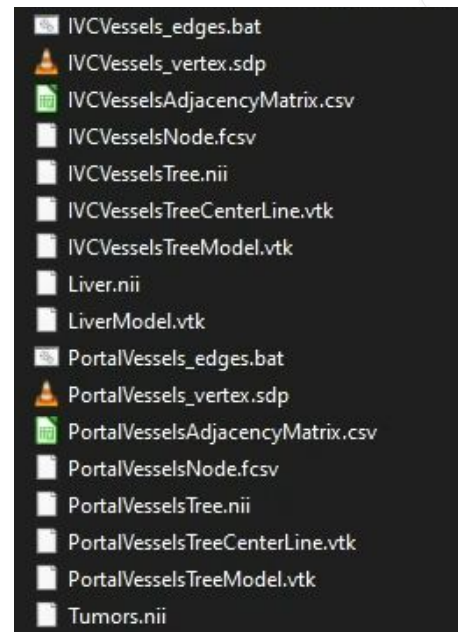 IVCVessels_edges.bat
IVCVessels_vertex.sdp
IVCVesselsAdjacencyMatrix.csv
IVCVesselsNode.fcsv
IVCVesselsTree.nii
IVCVesselsTreeCenterLine.vtk
IVCVesselsTreeModel.vtk
Liver.nii
LiverModel.vtk
PortalVessels_edges.bat
PortalVessels_vertex.sdp
PortalVesselsAdjacencyMatrix.csv
PortalVesselsNode.fcsv
PortalVesselsTree.nii
PortalVesselsTreeCenterLine.vtk
PortalVesselsTreeModel.vtk
Tumors.nii